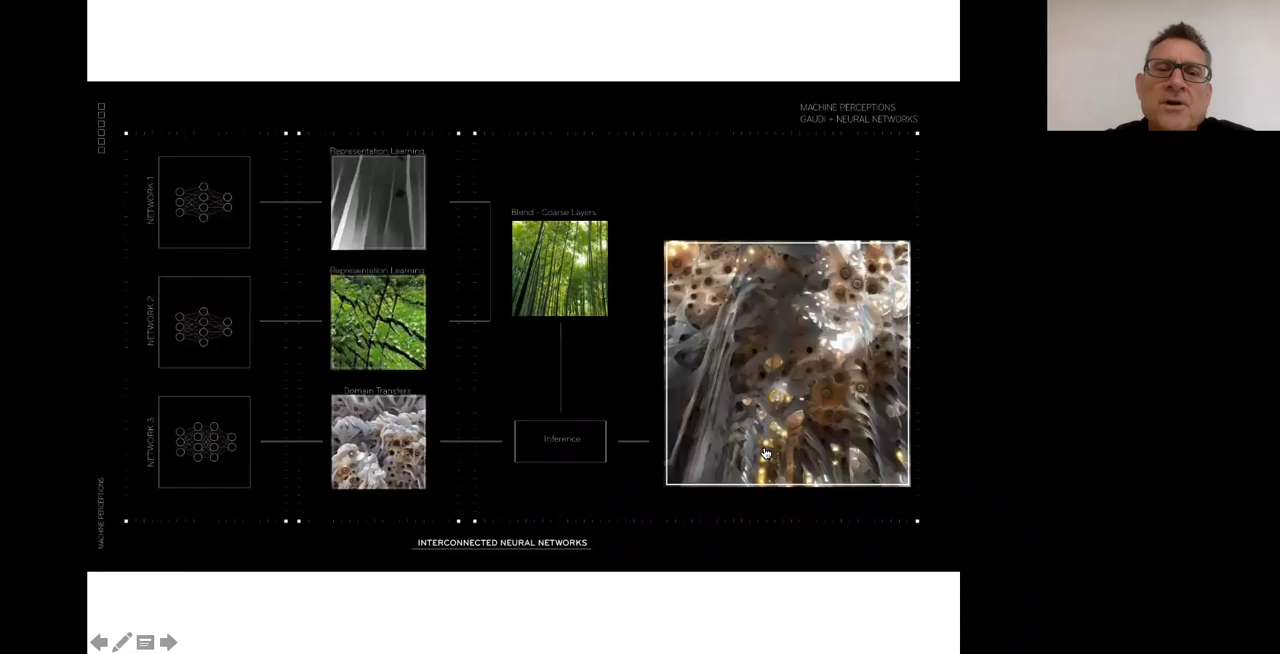 MACHINE PERCEPTIONS
GAUDI + NEURAL NETWORKS
NETWORK 1
Representation Learning
Blend - Coarse Layers
NETWORK 2
Representation Learning
NETWORK 3
Domain Transfers
Inference
MACHINE PERCEPTIONS
INTERCONNECTED NEURAL NETWORKS